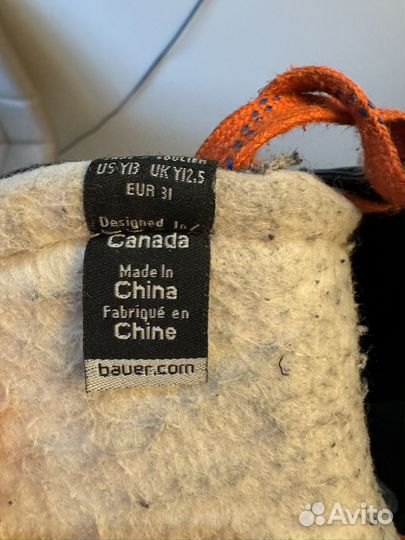 US-Y13 UK Y12.5
EUR 31
Designed In /
Canada
Made In
China
Fabriqué en
Chine
bauer.com
Avito